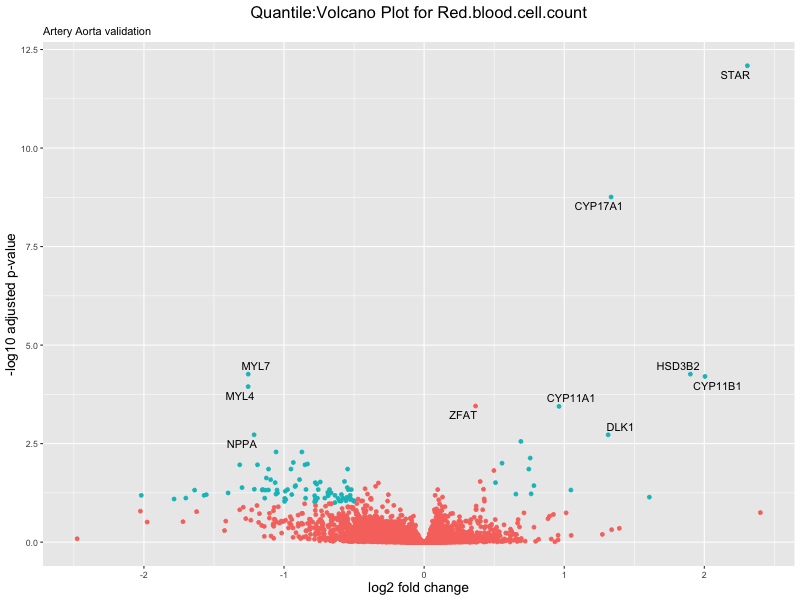 Quantile:Volcano Plot for Red.blood.cell.count
Artery Aorta validation
12.5
STAR
10.0
CYP17A1
7.5
-log10 adjusted p-value
5.0
MYL7
HSD3B2
CYP11B1
MYL4
CYP11A1
ZFAT
DLK1
NPPA
2.5
0.0
-2
-1
0
1
2
log2 fold change